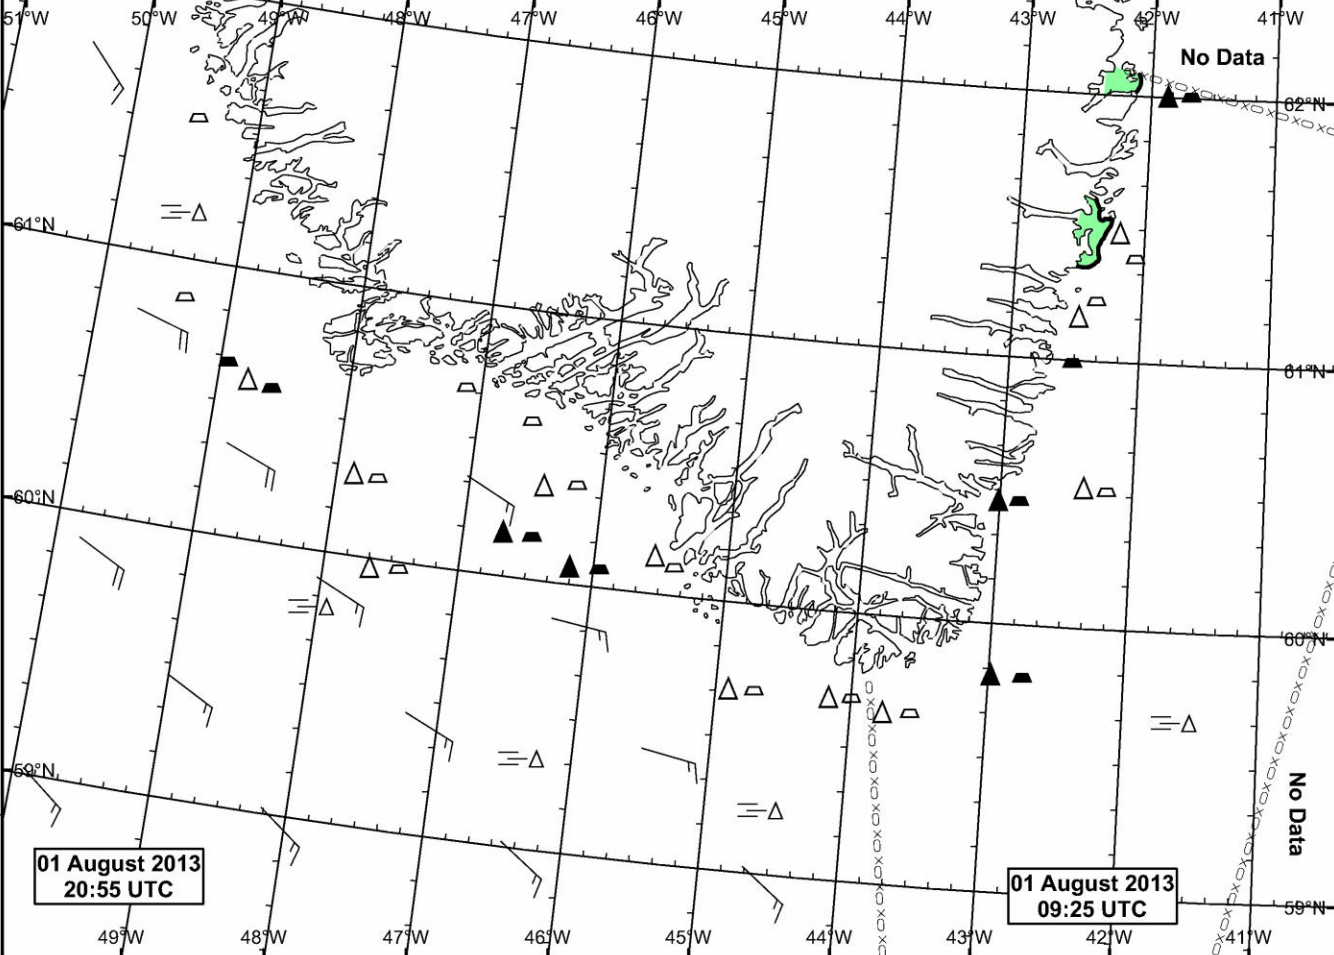 51°W 50°W 49°W 48°W 47°W 46°W 45°W 44°W 43°W 42°W 41°W
No Data
62°N
61°N
61°N
60°N
60°N
59°N
No Data
01 August 2013
20:55 UTC
01 August 2013
09:25 UTC
59°N
49°W 48°W 47°W 46°W 45°W 44°W 43°W 42°W 41°W